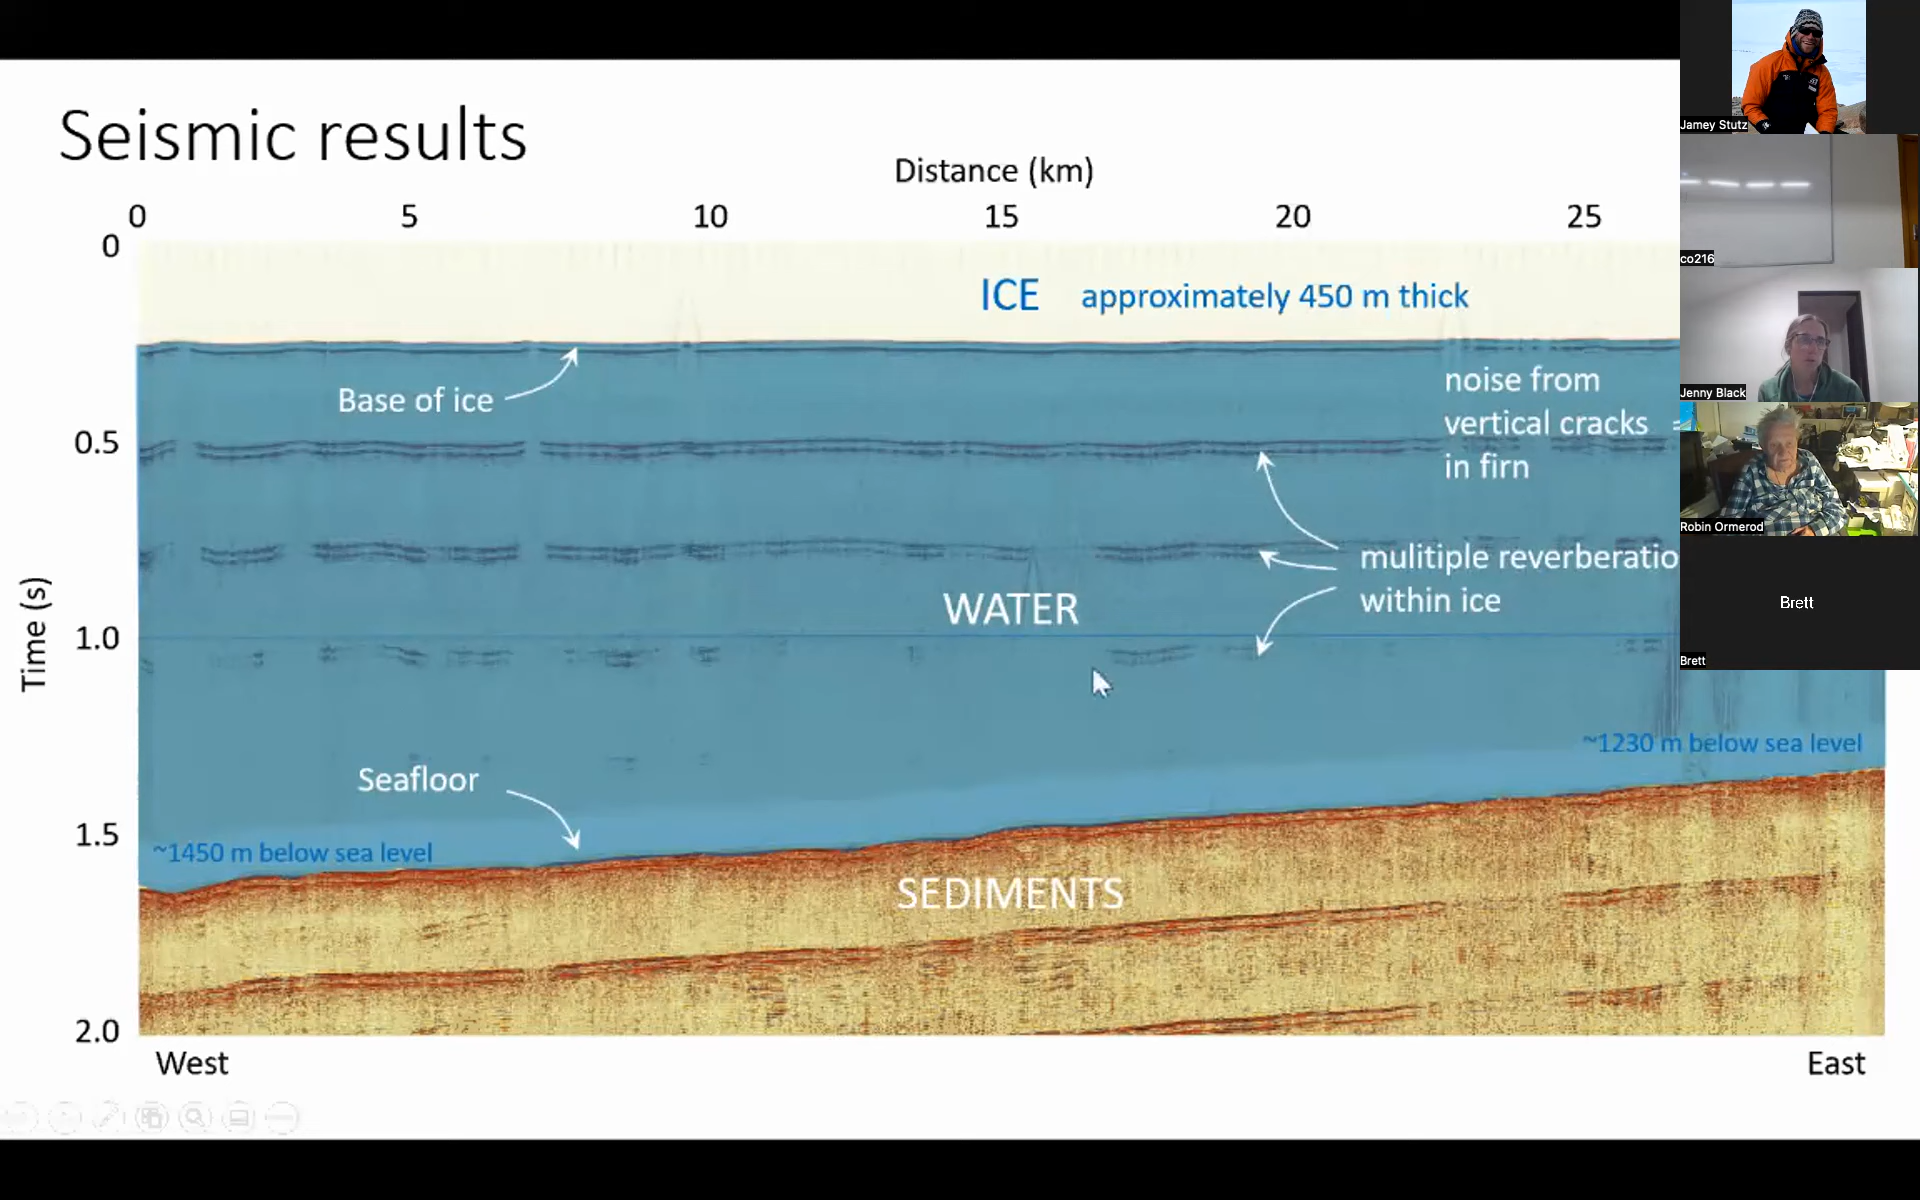 Seismic results
Distance (km)
0 5 10 15 20 25
0
ICE approximately 450 m thick
Base of ice
noise from
vertical cracks
in firn
0.5
mulitiple reverberatio
within ice
WATER
1.0
Time (s)
~1230 m below sea level
Seafloor
1.5
~1450 m below sea level
SEDIMENTS
2.0
West
East
Jamey Stutz
co216
Jenny Black
Robin Ormerod
Brett
Brett